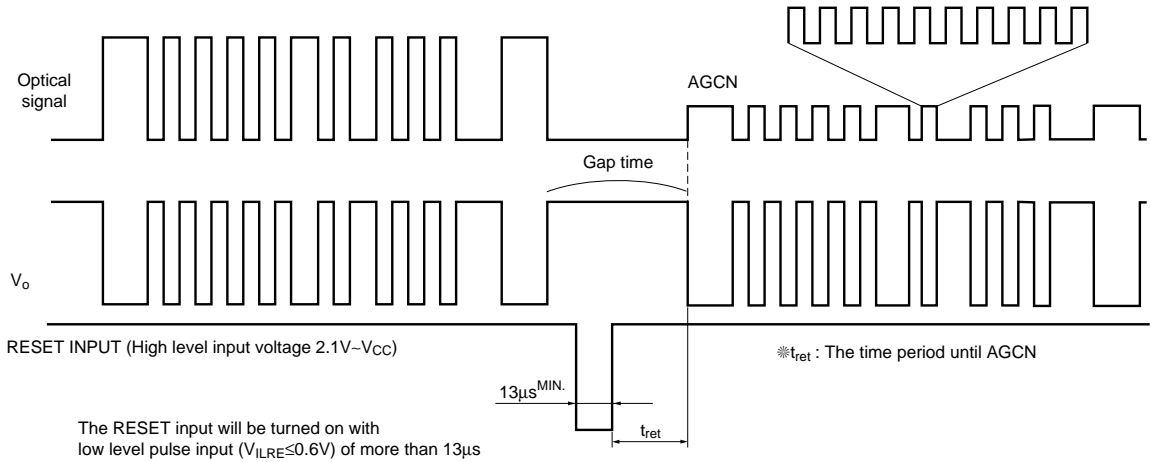 Optical
signal
AGCN
Gap time
Vo
RESET INPUT (High level input voltage 2.1V~VCC)
※tret : The time period until AGCN
13μsMIN.
tret
The RESET input will be turned on with
low level pulse input (VILRE≤0.6V) of more than 13μs